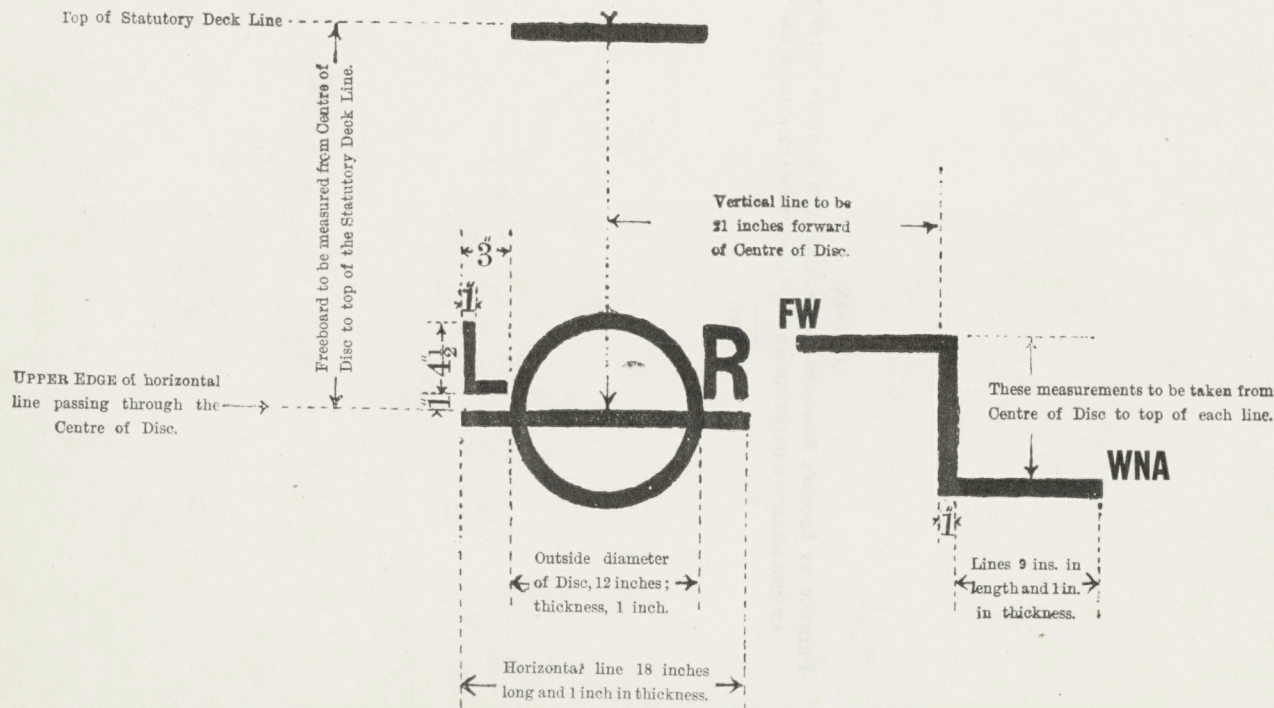 Top of Statutory Deck Line
Freeboard to be measured from Centre of
Disc to top of the Statutory Deck Line.
Vertical line to be
21 inches forward
of Centre of Disc.
3"
1"
4½"
1"
L
R
FW
UPPER EDGE of horizontal
line passing through the
Centre of Disc.
These measurements to be taken from
Centre of Disc to top of each line.
WNA
1"
Outside diameter
of Disc, 12 inches;
thickness, 1 inch.
Lines 9 ins. in
length and 1 in.
in thickness.
Horizontal line 18 inches
long and 1 inch in thickness.